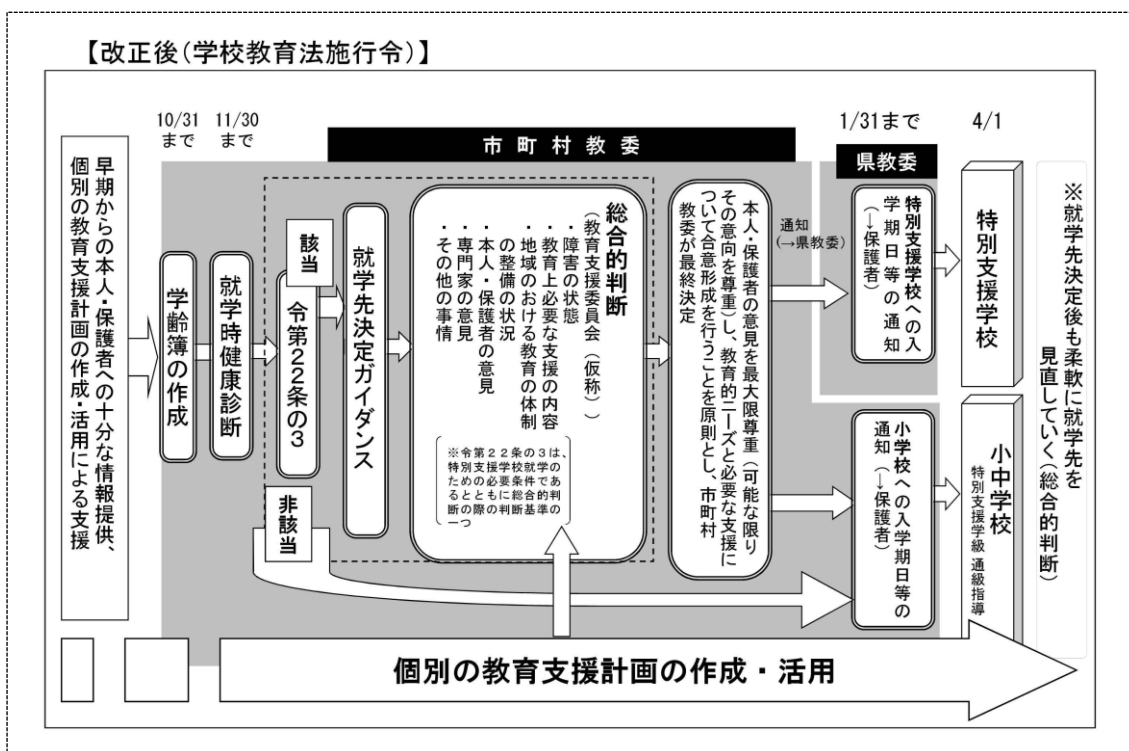 【改正後(学校教育法施行令)】
10/31
まで
11/30
まで
市町村教委
1/31まで
県教委
4/1
早期からの本人・保護者への十分な情報提供、
個別の教育支援計画の作成・活用による支援
学齢簿の作成
就学時健康診断
該当
令第22条の3
非該当
就学先決定ガイダンス
総合的判断
(教育支援委員会(仮称))
・障害の状態
・教育上必要な支援の内容
・地域のおける教育の体制
の整備の状況
・本人・保護者の意見
・専門家の意見
・その他の事情
※令第22条の3は、
特別支援学校就学の
ための必要条件であ
るとともに総合的判
断の際の判断基準の
一つ
本人・保護者の意見を最大限尊重(可能な限り
その意向を尊重)し、教育的ニーズと必要な支援に
ついて合意形成を行うことを原則とし、市町村
教委が最終決定
通知
(→県教委)
特別支援学校への入
学期日等の通知
(→保護者)
小学校への入学期日等の
通知(→保護者)
特別支援学校
小中学校
特別支援学級 通級指導
※就学先決定後も柔軟に就学先を
見直していく(総合的判断)
個別の教育支援計画の作成・活用